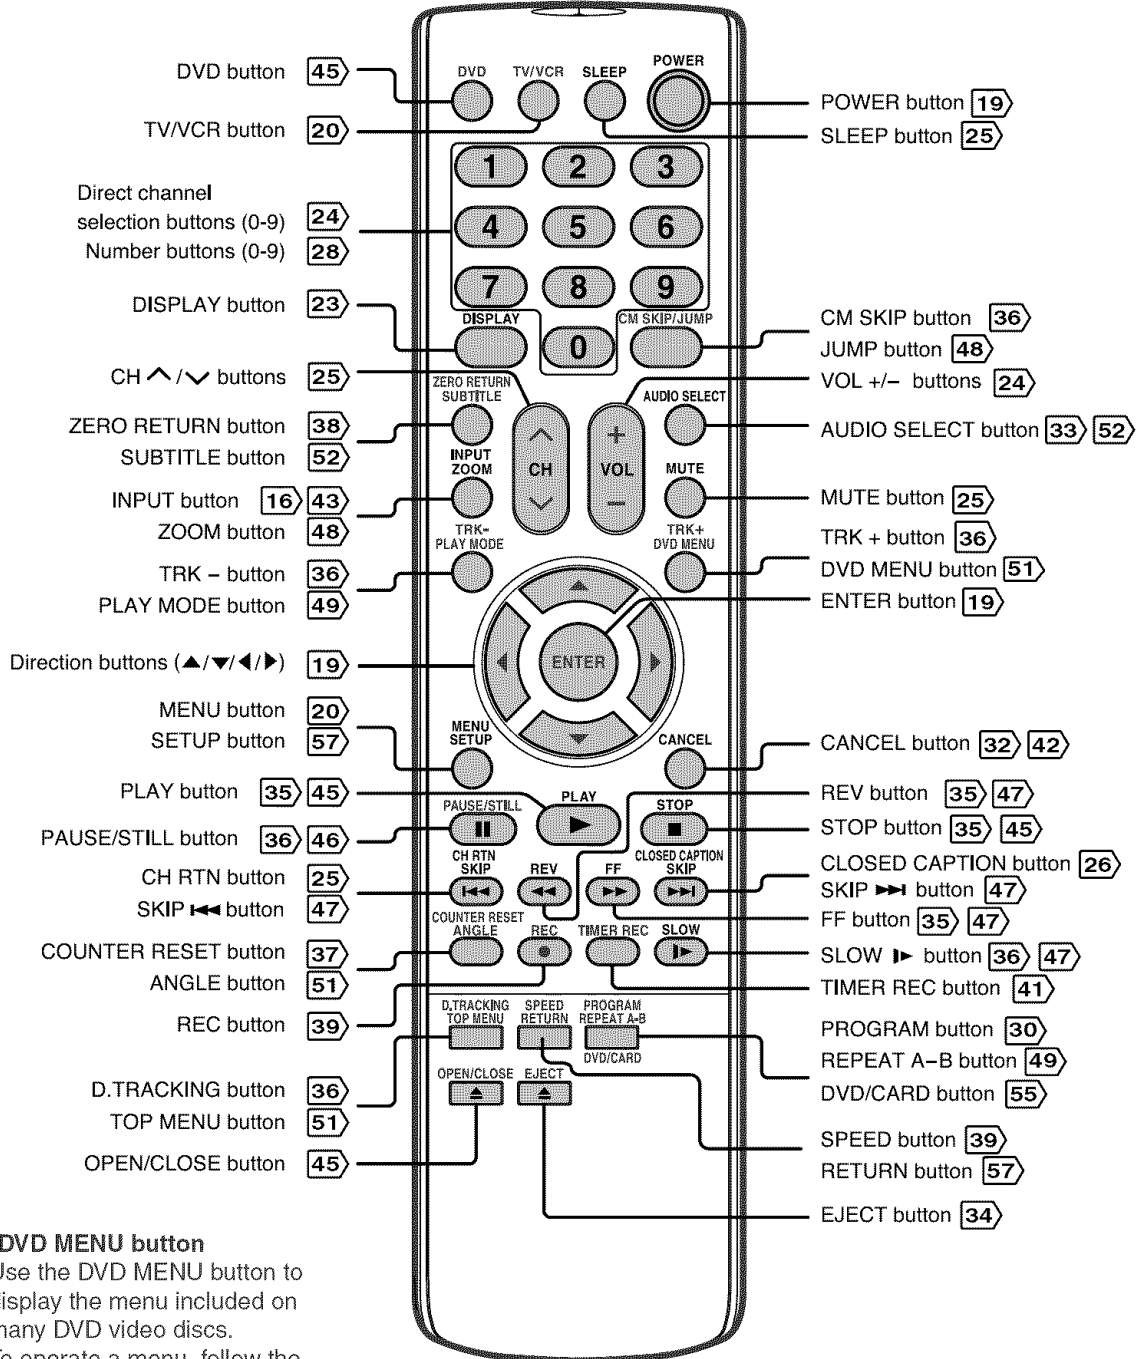 DVD button 45
TV/VCR button 20
Direct channel
selection buttons (0-9) 24
Number buttons (0-9) 28
DISPLAY button 23
CH / buttons 25
ZERO RETURN button 38
SUBTITLE button 52
INPUT button 16 43
ZOOM button 48
TRK – button 36
PLAY MODE button 49
Direction buttons (▲/▼/◀/▶) 19
MENU button 20
SETUP button 57
PLAY button 35 45
PAUSE/STILL button 36 46
CH RTN button 25
SKIP button 47
COUNTER RESET button 37
ANGLE button 51
REC button 39
D.TRACKING button 36
TOP MENU button 51
OPEN/CLOSE button 45
DVD TV/VCR SLEEP POWER
1 2 3
4 5 6
7 8 9
DISPLAY 0 CM SKIP/JUMP
ZERO RETURN
SUBTITLE
AUDIO SELECT
INPUT
ZOOM
CH
+
VOL
–
MUTE
TRK–
PLAY MODE
TRK+
DVD MENU
ENTER
MENU
SETUP
CANCEL
PAUSE/STILL PLAY STOP
CH RTN
SKIP
REV FF
CLOSED CAPTION
SKIP
COUNTER RESET
ANGLE
REC TIMER REC SLOW
D.TRACKING
TOP MENU
SPEED
RETURN
PROGRAM
REPEAT A-B
DVD/CARD
OPEN/CLOSE EJECT
POWER button 19
SLEEP button 25
CM SKIP button 36
JUMP button 48
VOL +/– buttons 24
AUDIO SELECT button 33 52
MUTE button 25
TRK + button 36
DVD MENU button 51
ENTER button 19
CANCEL button 32 42
REV button 35 47
STOP button 35 45
CLOSED CAPTION button 26
SKIP button 47
FF button 35 47
SLOW button 36 47
TIMER REC button 41
PROGRAM button 30
REPEAT A–B button 49
DVD/CARD button 55
SPEED button 39
RETURN button 57
EJECT button 34
DVD MENU button
Use the DVD MENU button to
display the menu included on
many DVD video discs.
To operate a menu, follow the